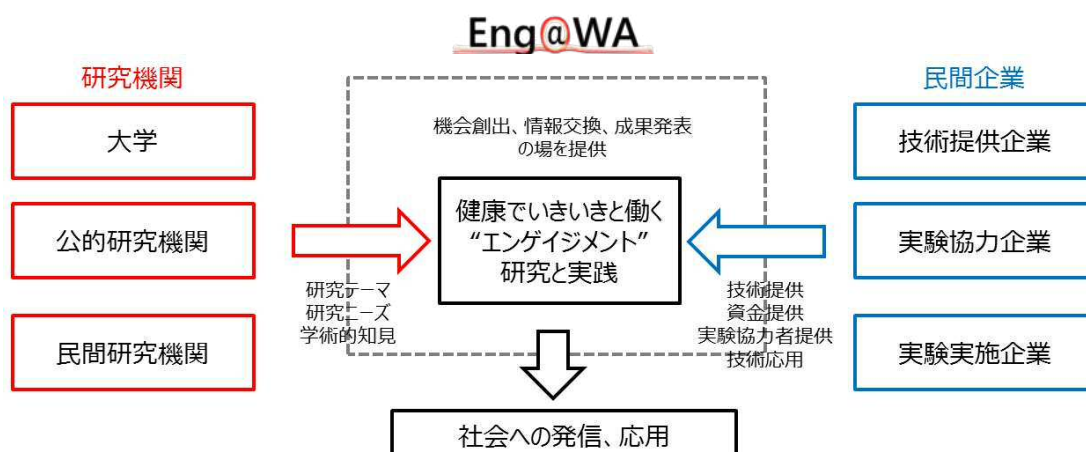 Eng@WA
研究機関
大学
公的研究機関
民間研究機関
機会創出、情報交換、成果発表
の場を提供
健康でいきいきと働く
“エンゲイジメント”
研究と実践
研究テーマ
研究ニーズ
学術的知見
民間企業
技術提供企業
実験協力企業
実験実施企業
技術提供
資金提供
実験協力者提供
技術応用
社会への発信、応用